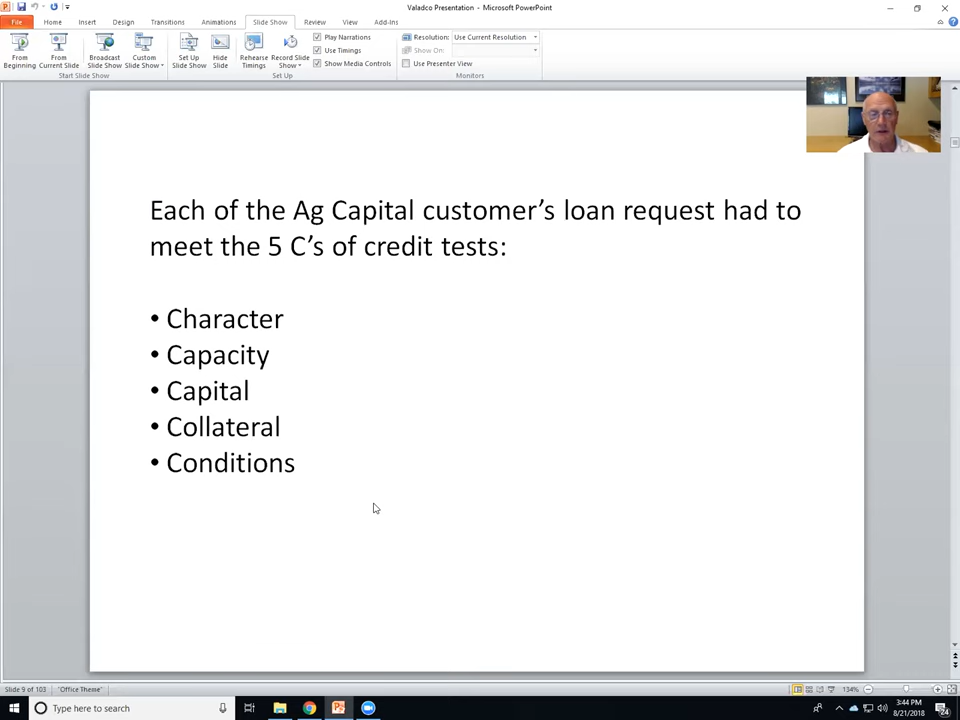 Valadco Presentation - Microsoft PowerPoint
File
Home
Insert
Design
Transitions
Animations
Slide Show
Review
View
Add-Ins
From Beginning
From Current Slide
Broadcast Slide Show
Custom Slide Show
Set Up Slide Show
Hide Slide
Rehearse Timings
Record Slide Show
Play Narrations
Use Timings
Show Media Controls
Resolution: Use Current Resolution
Show On:
Use Presenter View
Start Slide Show
Set Up
Monitors
Each of the Ag Capital customer's loan request had to
meet the 5 C's of credit tests:
• Character
• Capacity
• Capital
• Collateral
• Conditions
Slide 9 of 103
"Office Theme"
134%
Type here to search
3:44 PM
8/21/2018
24